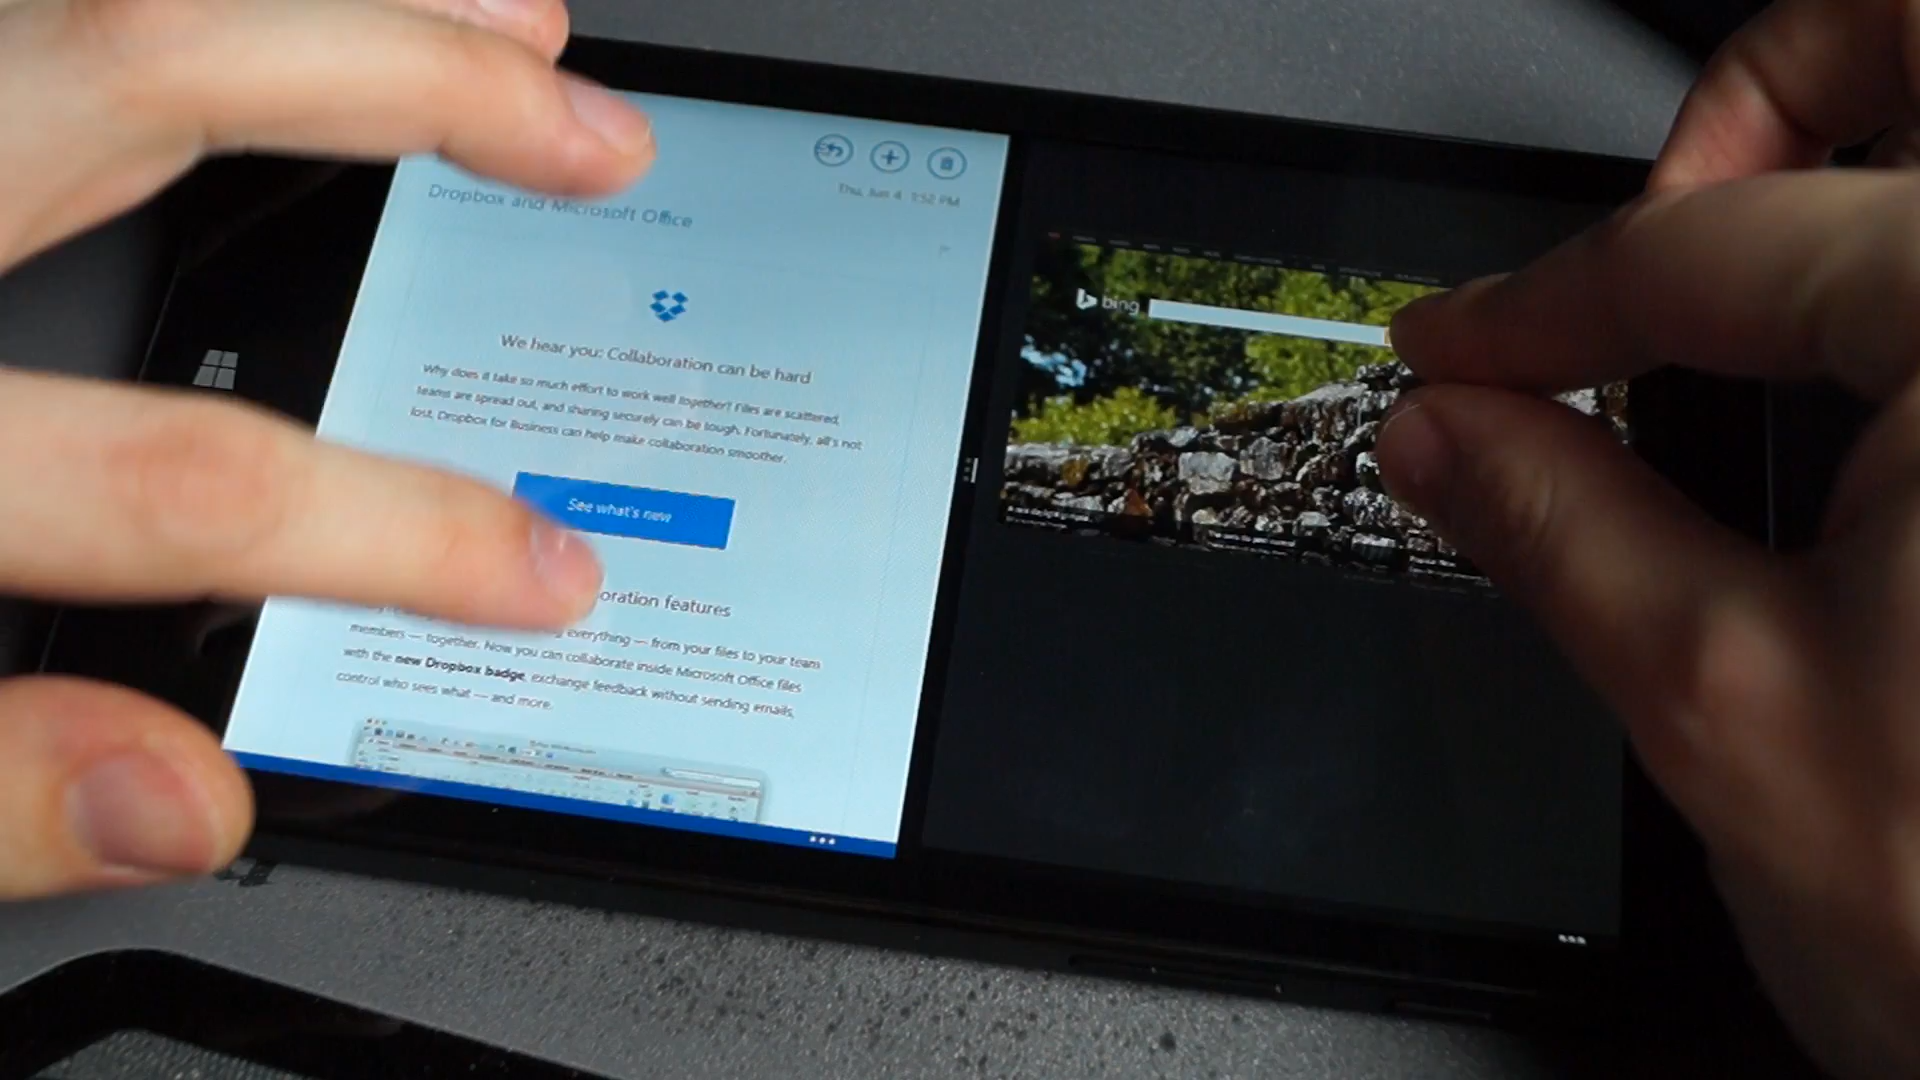 Dropbox and Microsoft Office
Thu, Jun 4 1:52 PM
We hear you: Collaboration can be hard
Why does it take so much effort to work well together? Files are scattered,
teams are spread out, and sharing securely can be tough. Fortunately, all's not
lost. Dropbox for Business can help make collaboration smoother.
See what's new
oration features
everything — from your files to your team
members — together. Now you can collaborate inside Microsoft Office files
with the new Dropbox badge, exchange feedback without sending emails,
control who sees what — and more.
bing